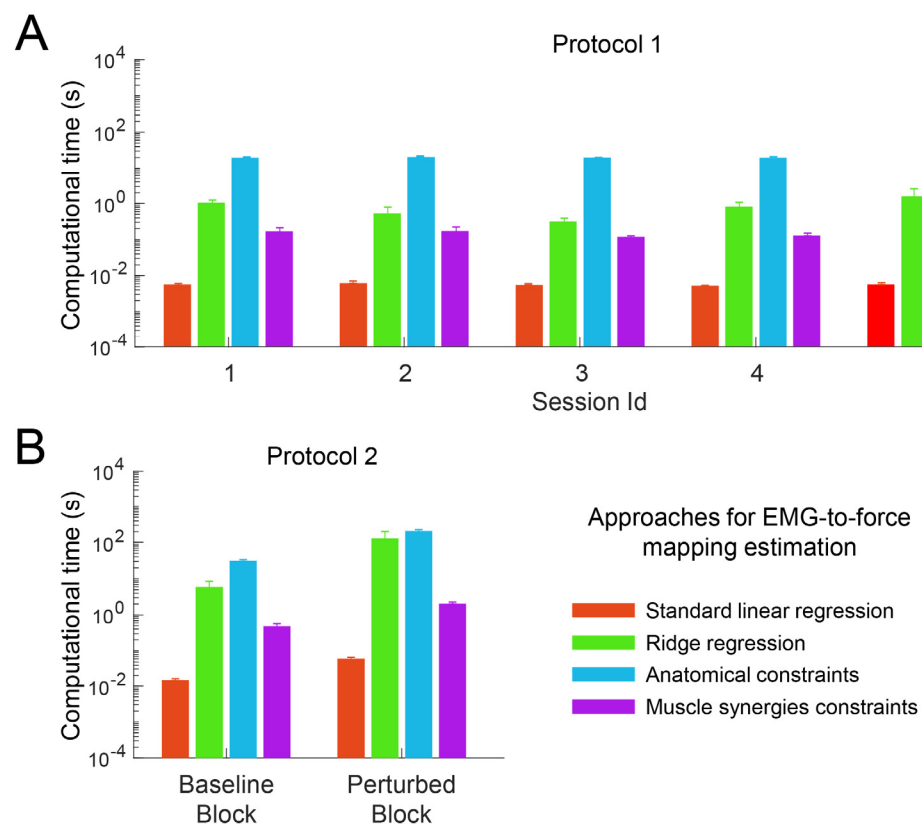 A
Protocol 1
Computational time (s)
10^4
10^2
10^0
10^-2
10^-4
1
2
3
4
Session Id
B
Protocol 2
Computational time (s)
10^4
10^2
10^0
10^-2
10^-4
Baseline
Block
Perturbed
Block
Approaches for EMG-to-force
mapping estimation
Standard linear regression
Ridge regression
Anatomical constraints
Muscle synergies constraints